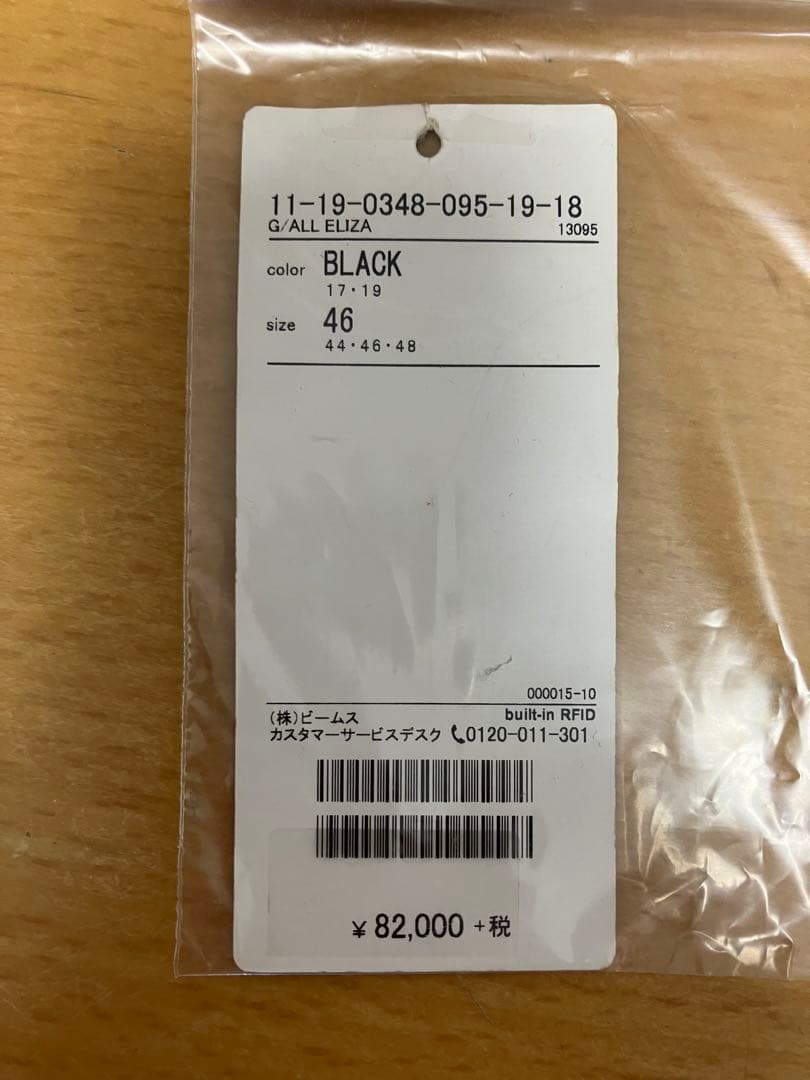 11-19-0348-095-19-18
G/ALL ELIZA 13095
color BLACK
17・19
size 46
44・46・48
000015-10
(株)ビームス built-in RFID
カスタマーサービスデスク 0120-011-301
¥ 82,000 +税